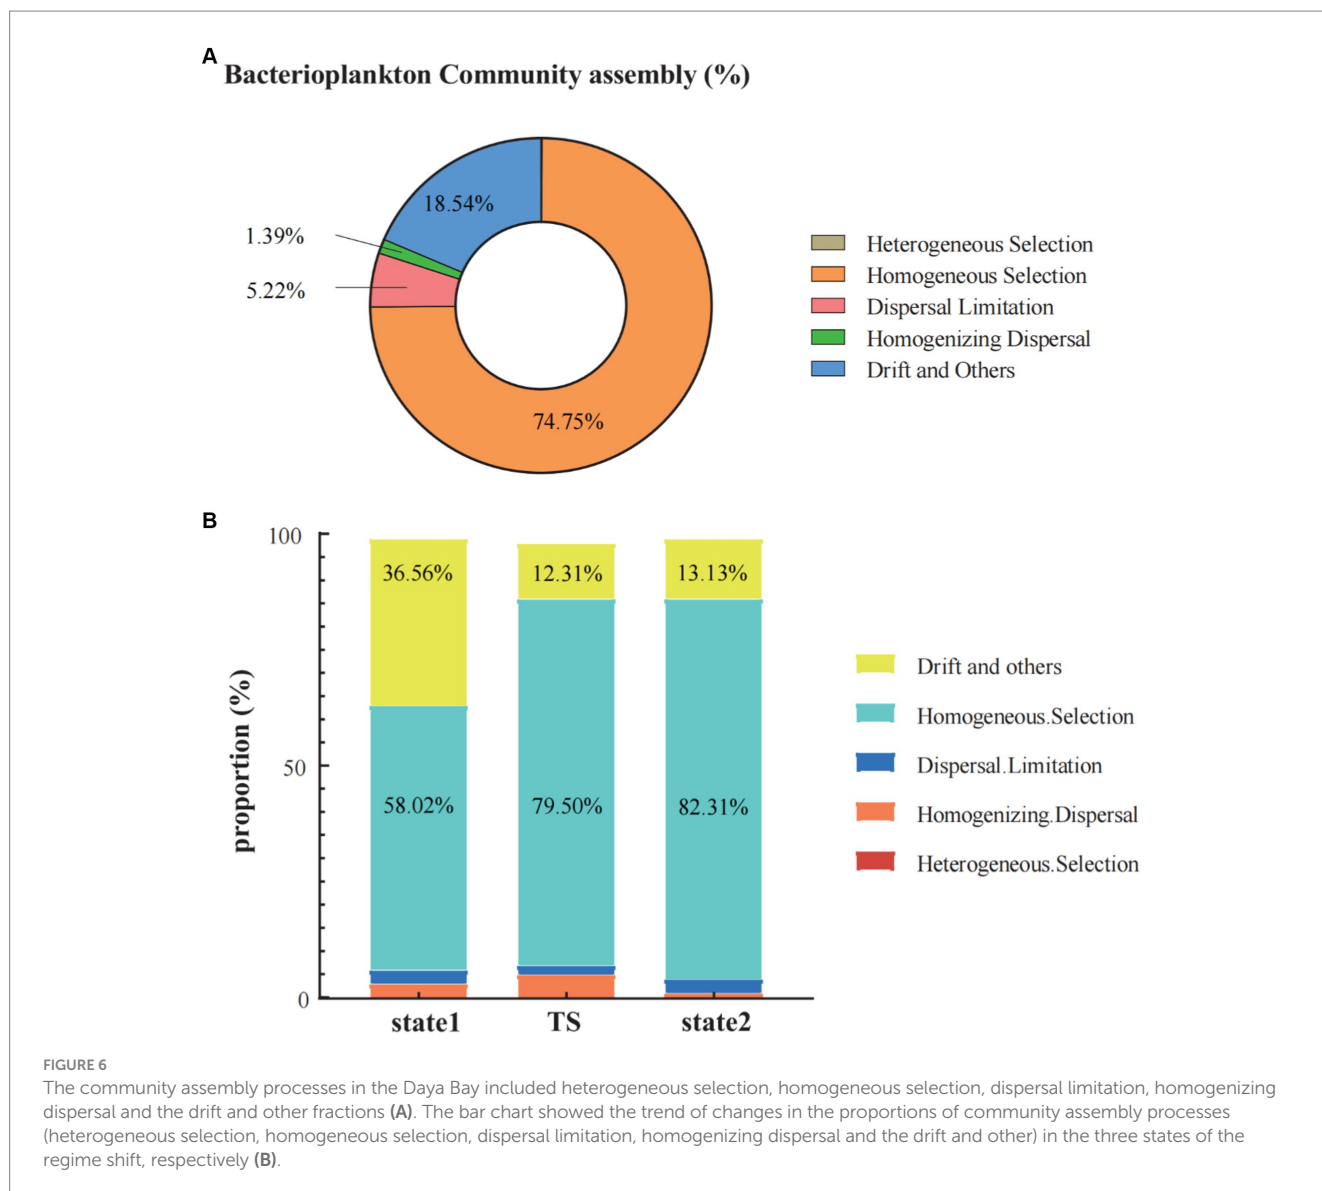 A
Bacterioplankton Community assembly (%)
18.54%
1.39%
5.22%
74.75%
Heterogeneous Selection
Homogeneous Selection
Dispersal Limitation
Homogenizing Dispersal
Drift and Others
B
proportion (%)
100
50
0
36.56%
12.31%
13.13%
58.02%
79.50%
82.31%
state1
TS
state2
Drift and others
Homogeneous.Selection
Dispersal.Limitation
Homogenizing.Dispersal
Heterogeneous.Selection
FIGURE 6
The community assembly processes in the Daya Bay included heterogeneous selection, homogeneous selection, dispersal limitation, homogenizing
dispersal and the drift and other fractions (A). The bar chart showed the trend of changes in the proportions of community assembly processes
(heterogeneous selection, homogeneous selection, dispersal limitation, homogenizing dispersal and the drift and other) in the three states of the
regime shift, respectively (B).